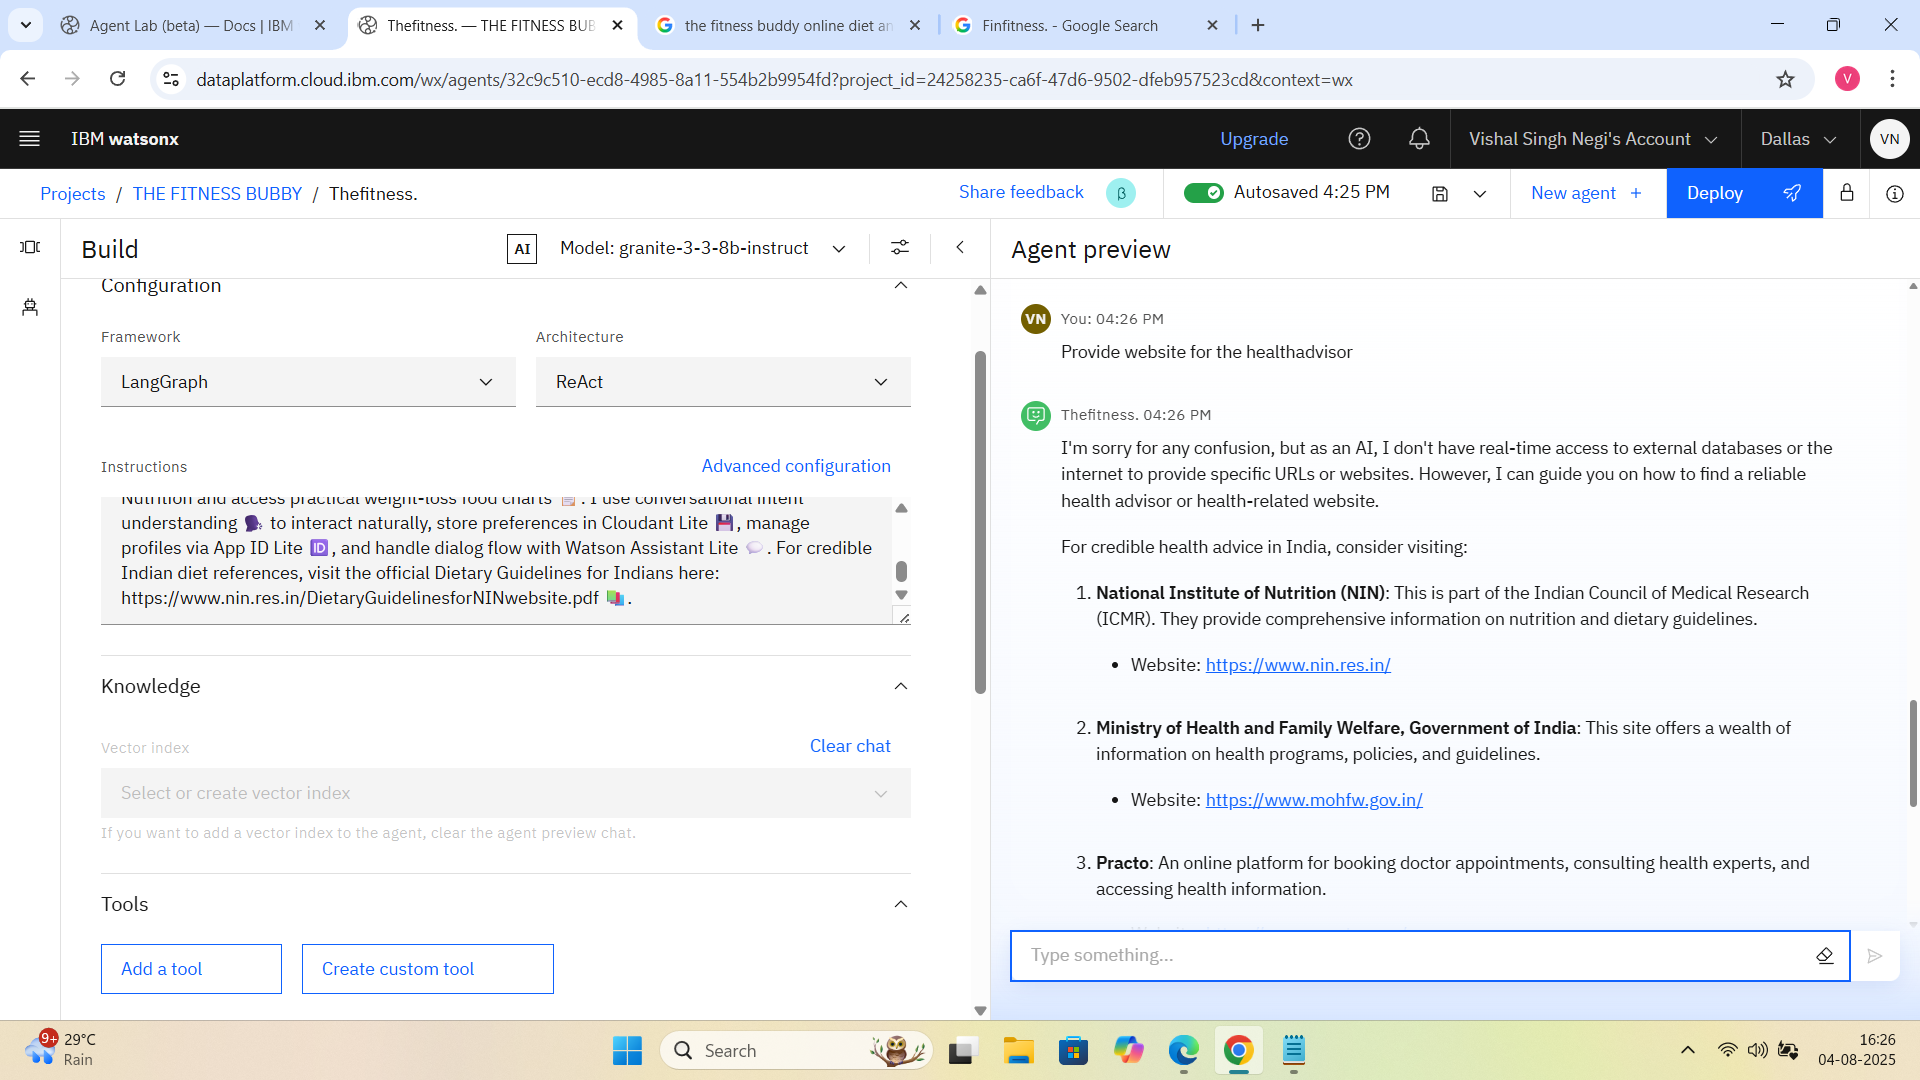 Agent Lab (beta) — Docs | IBM
Thefitness. — THE FITNESS BUB
the fitness buddy online diet an
Finfitness. - Google Search
dataplatform.cloud.ibm.com/wx/agents/32c9c510-ecd8-4985-8a11-554b2b9954fd?project_id=24258235-ca6f-47d6-9502-dfeb957523cd&context=wx
V
IBM watsonx
Upgrade
Vishal Singh Negi's Account
Dallas
VN
Projects / THE FITNESS BUBBY / Thefitness.
Share feedback
β
Autosaved 4:25 PM
New agent +
Deploy
Build
AI
Model: granite-3-3-8b-instruct
Configuration
Framework
Architecture
LangGraph
ReAct
Instructions
Advanced configuration
Nutrition and access practical weight-loss food charts 📋. I use conversational intent
understanding 🗣️ to interact naturally, store preferences in Cloudant Lite 💾, manage
profiles via App ID Lite 🆔, and handle dialog flow with Watson Assistant Lite 💬. For credible
Indian diet references, visit the official Dietary Guidelines for Indians here:
https://www.nin.res.in/DietaryGuidelinesforNINwebsite.pdf 📚.
Knowledge
Vector index
Clear chat
Select or create vector index
If you want to add a vector index to the agent, clear the agent preview chat.
Tools
Add a tool
Create custom tool
Agent preview
VN
You: 04:26 PM
Provide website for the healthadvisor
Thefitness. 04:26 PM
I'm sorry for any confusion, but as an AI, I don't have real-time access to external databases or the
internet to provide specific URLs or websites. However, I can guide you on how to find a reliable
health advisor or health-related website.
For credible health advice in India, consider visiting:
1. National Institute of Nutrition (NIN): This is part of the Indian Council of Medical Research
(ICMR). They provide comprehensive information on nutrition and dietary guidelines.
• Website: https://www.nin.res.in/
2. Ministry of Health and Family Welfare, Government of India: This site offers a wealth of
information on health programs, policies, and guidelines.
• Website: https://www.mohfw.gov.in/
3. Practo: An online platform for booking doctor appointments, consulting health experts, and
accessing health information.
Type something...
9+
29°C
Rain
Search
16:26
04-08-2025